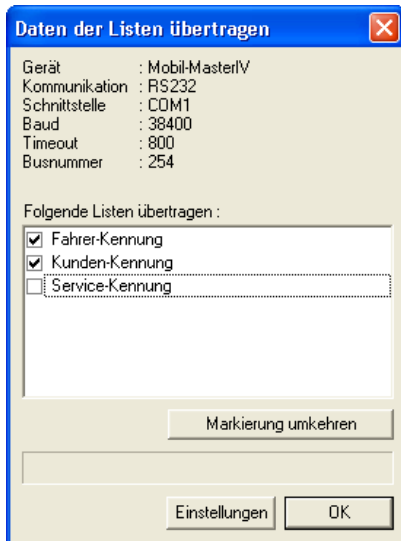 Daten der Listen übertragen
Gerät : Mobil-MasterIV
Kommunikation : RS232
Schnittstelle : COM1
Baud : 38400
Timeout : 800
Busnummer : 254
Folgende Listen übertragen :
Fahrer-Kennung
Kunden-Kennung
Service-Kennung
Markierung umkehren
Einstellungen OK